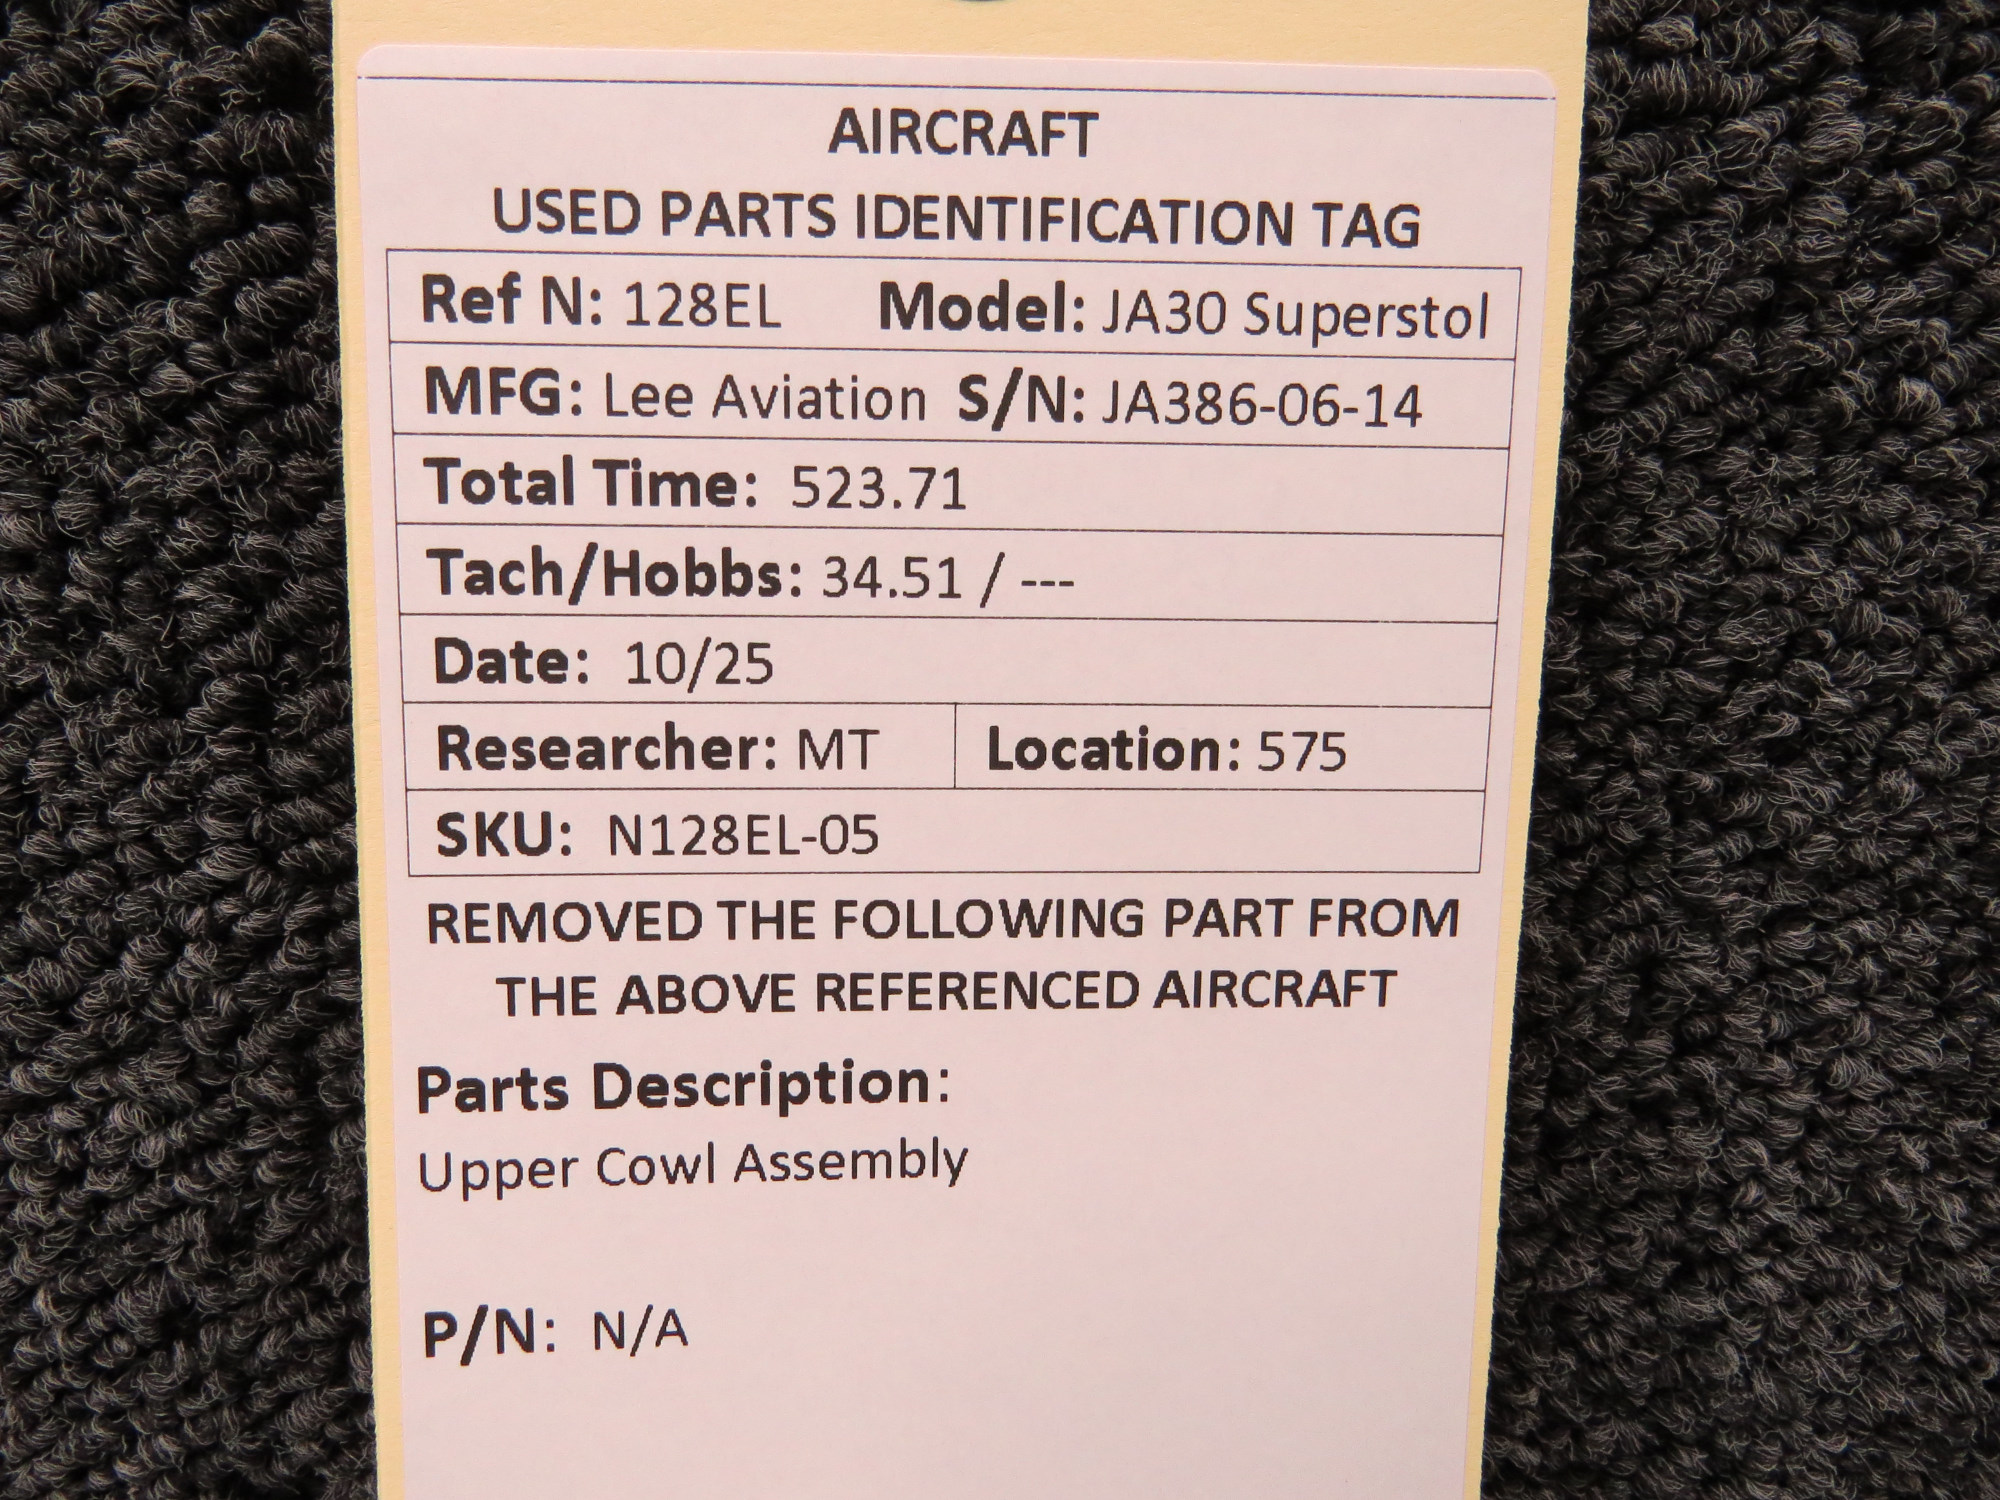 AIRCRAFT
USED PARTS IDENTIFICATION TAG
Ref N: 128EL Model: JA30 Superstol
MFG: Lee Aviation S/N: JA386-06-14
Total Time: 523.71
Tach/Hobbs: 34.51 / ---
Date: 10/25
Researcher: MT Location: 575
SKU: N128EL-05
REMOVED THE FOLLOWING PART FROM
THE ABOVE REFERENCED AIRCRAFT
Parts Description:
Upper Cowl Assembly
P/N: N/A